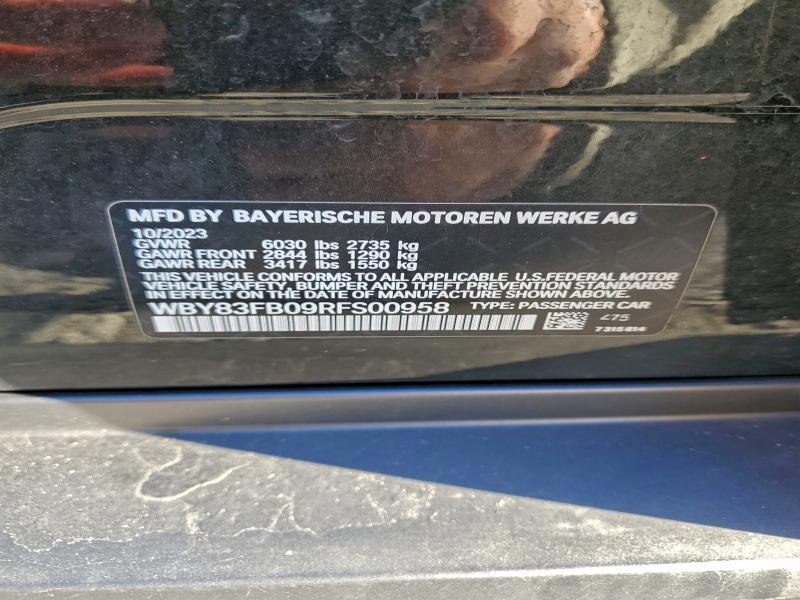 MFD BY BAYERISCHE MOTOREN WERKE AG
10/2023
GVWR 6030 lbs 2735 kg
GAWR FRONT 2844 lbs 1290 kg
GAWR REAR 3417 lbs 1550 kg
THIS VEHICLE CONFORMS TO ALL APPLICABLE U.S.FEDERAL MOTOR
VEHICLE SAFETY, BUMPER AND THEFT PREVENTION STANDARDS
IN EFFECT ON THE DATE OF MANUFACTURE SHOWN ABOVE.
WBY83FB09RFS00958 TYPE: PASSENGER CAR
475
7315814